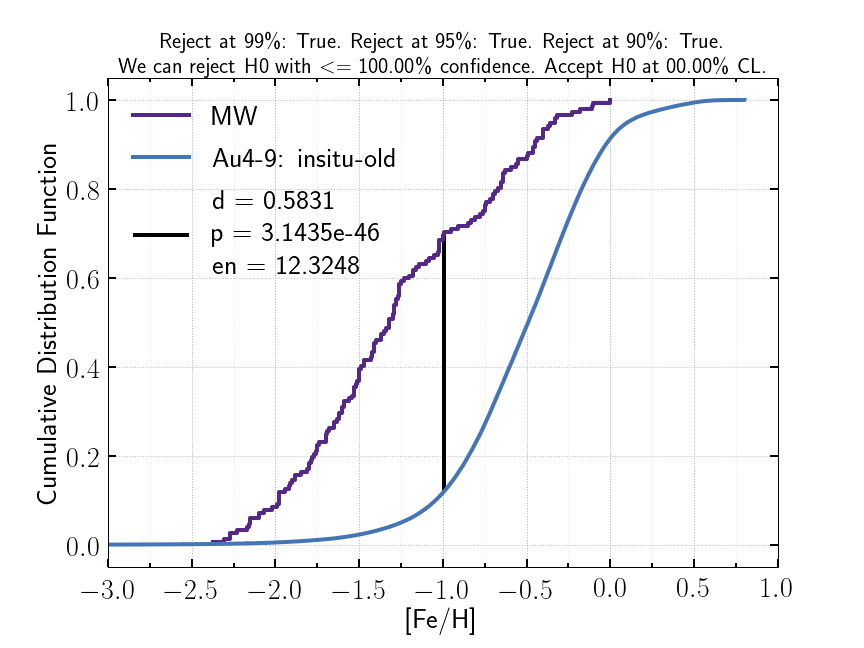 Reject at 99%: True. Reject at 95%: True. Reject at 90%: True.
We can reject H0 with <= 100.00% confidence. Accept H0 at 00.00% CL.
MW
Au4-9: insitu-old
d = 0.5831
p = 3.1435e-46
en = 12.3248
Cumulative Distribution Function
1.0
0.8
0.6
0.4
0.2
0.0
−3.0 −2.5 −2.0 −1.5 −1.0 −0.5 0.0 0.5 1.0
[Fe/H]